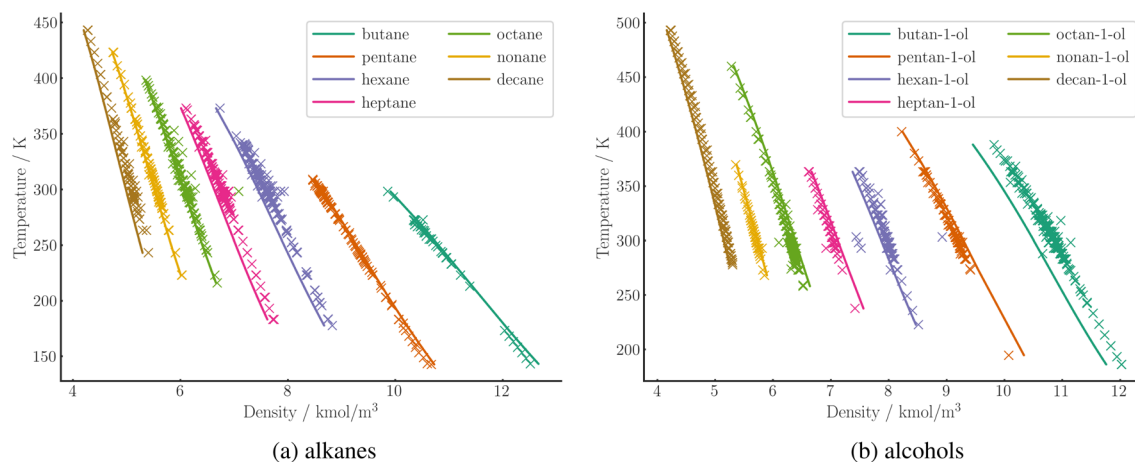 butane
pentane
hexane
heptane
octane
nonane
decane
450
400
350
300
250
200
150
Temperature / K
4
6
8
10
12
Density / kmol/m³
(a) alkanes
butan-1-ol
pentan-1-ol
hexan-1-ol
heptan-1-ol
octan-1-ol
nonan-1-ol
decan-1-ol
500
450
400
350
300
250
200
Temperature / K
4
5
6
7
8
9
10
11
12
Density / kmol/m³
(b) alcohols